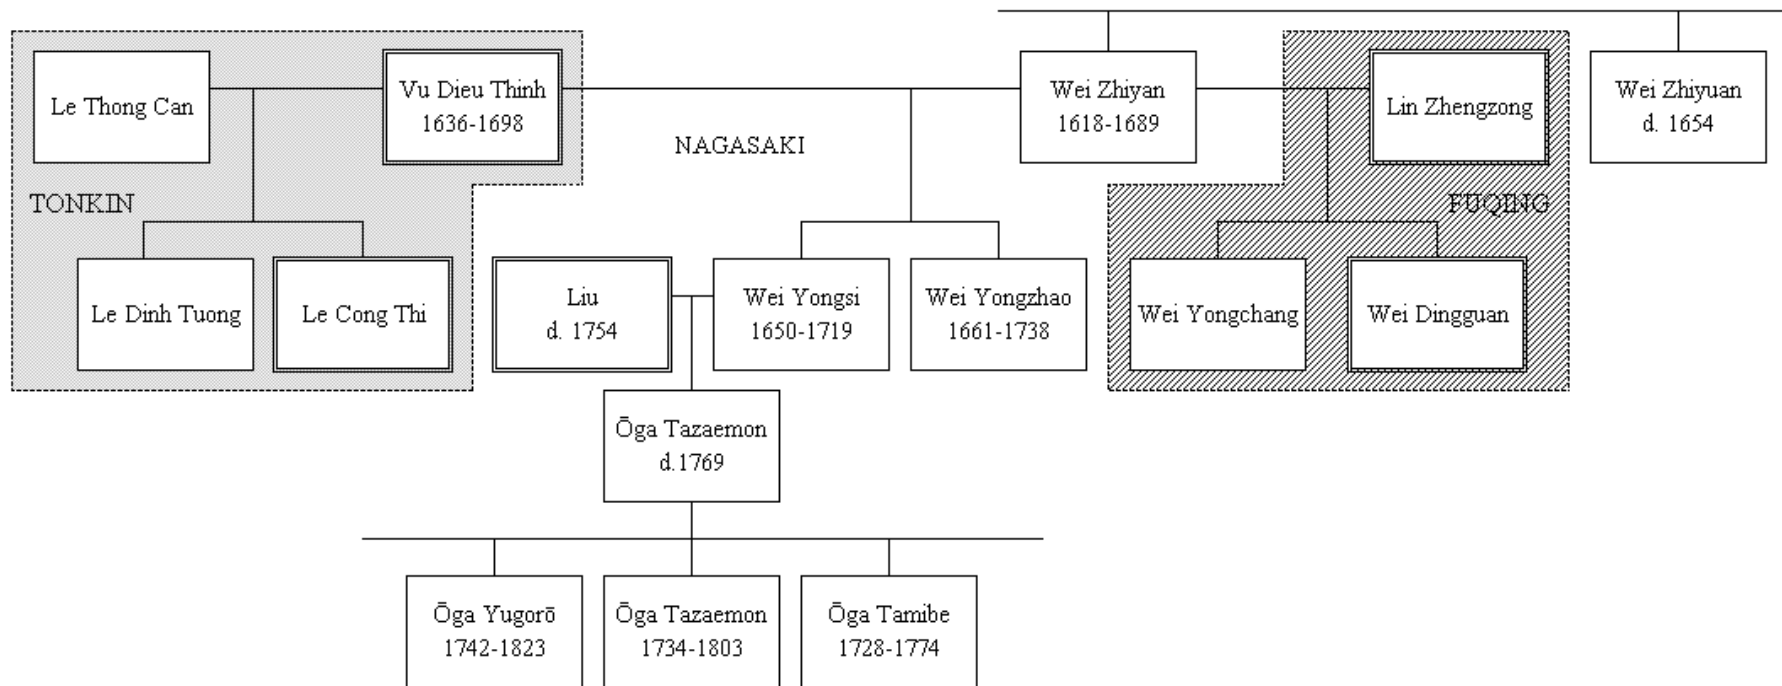 Le Thong Can
Vu Dieu Thinh
1636-1698
Wei Zhiyan
1618-1689
Lin Zhengzong
Wei Zhiyuan
d. 1654
NAGASAKI
TONKIN
FUQING
Le Dinh Tuong
Le Cong Thi
Liu
d. 1754
Wei Yongsi
1650-1719
Wei Yongzhao
1661-1738
Wei Yongchang
Wei Dingguan
Ōga Tazaemon
d.1769
Ōga Yugorō
1742-1823
Ōga Tazaemon
1734-1803
Ōga Tamibe
1728-1774